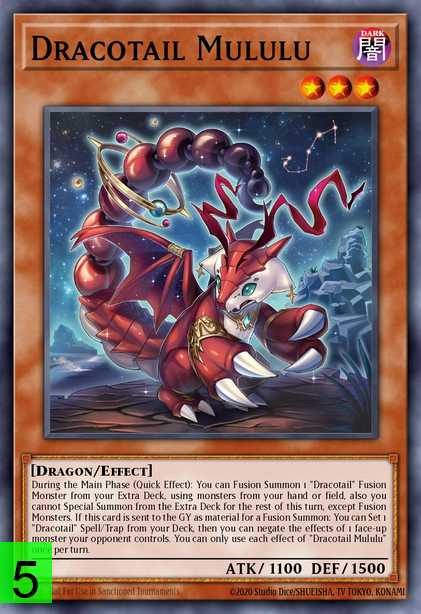 DRACOTAIL MULULU
DARK
闇
[DRAGON/EFFECT]
During the Main Phase (Quick Effect): You can Fusion Summon 1 "Dracotail" Fusion
Monster from your Extra Deck, using monsters from your hand or field, also you
cannot Special Summon from the Extra Deck for the rest of this turn, except Fusion
Monsters. If this card is sent to the GY as material for a Fusion Summon: You can Set 1
"Dracotail" Spell/Trap from your Deck, then you can negate the effects of 1 face-up
monster your opponent controls. You can only use each effect of "Dracotail Mululu"
once per turn.
ATK/ 1100 DEF/1500
5
For Use in Sanctioned Tournaments
©2020 Studio Dice/SHUEISHA, TV TOKYO, KONAMI